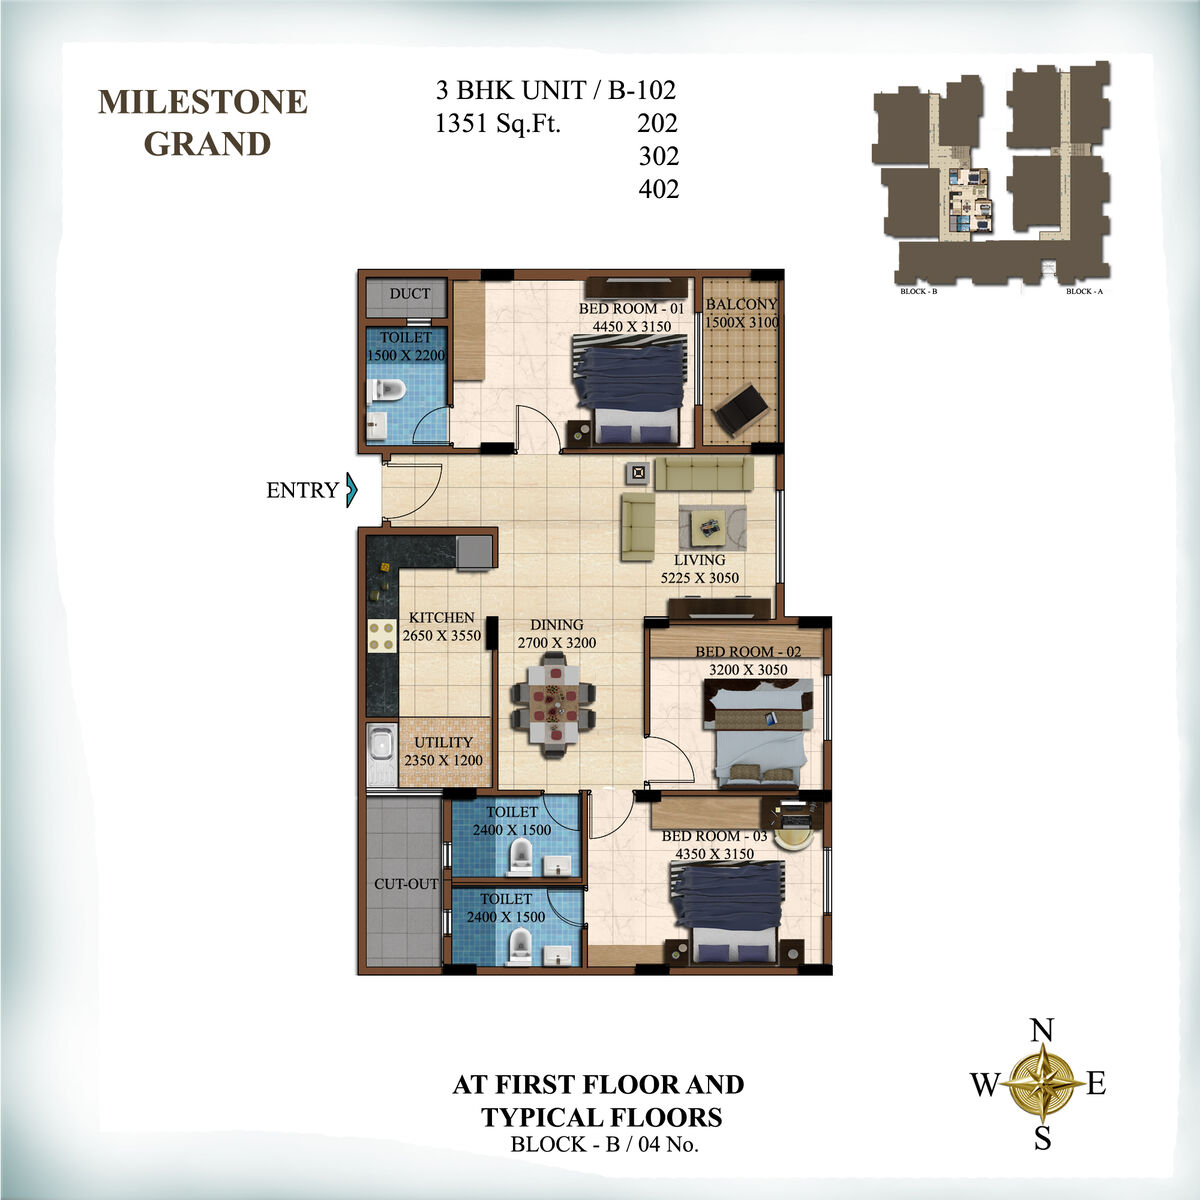 MILESTONE
GRAND
3 BHK UNIT / B-102
1351 Sq.Ft. 202
302
402
BLOCK - B
BLOCK - A
DUCT
TOILET
1500 X 2200
BED ROOM - 01
4450 X 3150
BALCONY
1500X 3100
ENTRY
LIVING
5225 X 3050
KITCHEN
2650 X 3550
DINING
2700 X 3200
BED ROOM - 02
3200 X 3050
UTILITY
2350 X 1200
TOILET
2400 X 1500
BED ROOM - 03
4350 X 3150
CUT-OUT
TOILET
2400 X 1500
N
W E
S
AT FIRST FLOOR AND
TYPICAL FLOORS
BLOCK - B / 04 No.